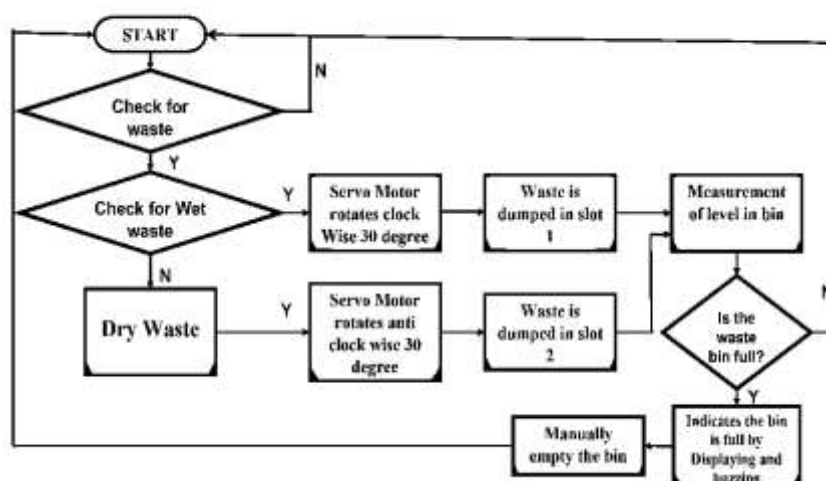 START
N
Check for
waste
Y
Check for Wet
waste
Y
Servo Motor
rotates clock
Wise 30 degree
Waste is
dumped in slot
1
Measurement
of level in bin
N
Dry Waste
Y
Servo Motor
rotates anti
clock wise 30
degree
Waste is
dumped in slot
2
Is the
waste
bin full?
N
Y
Manually
empty the bin
Indicates the bin
is full by
Displaying and